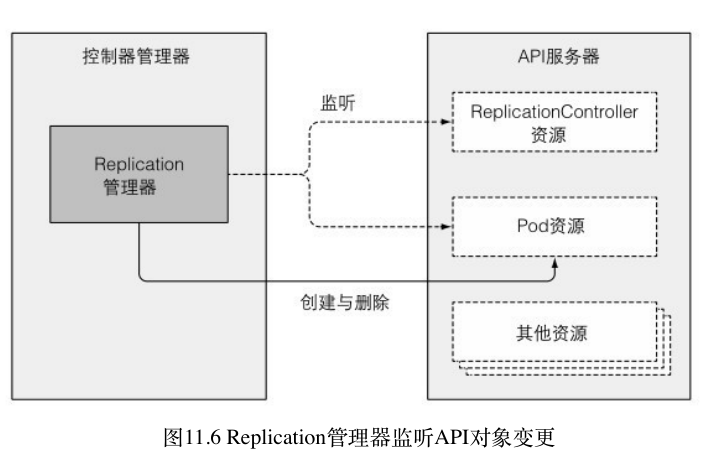 控制器管理器
API服务器
监听
ReplicationController
资源
Replication
管理器
Pod资源
创建与删除
其他资源
图11.6 Replication管理器监听API对象变更